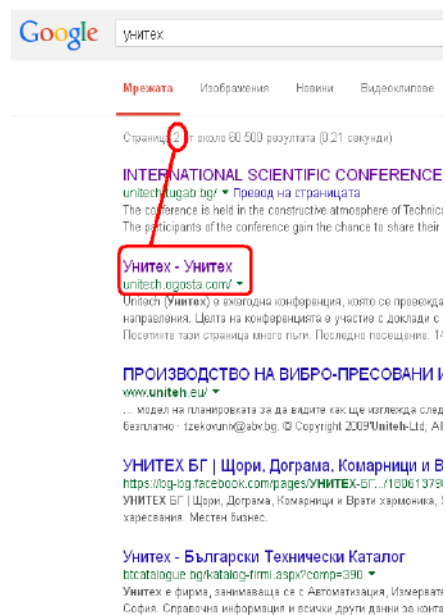 Google унитех
Мрежата Изображения Новини Видеоклипове
Страница 2 от около 60 500 резултата (0,21 секунди)
INTERNATIONAL SCIENTIFIC CONFERENCE
unitech.tugab.bg/ ▼ Превод на страницата
The conference is held in the constructive atmosphere of Technic
The participants of the conference gain the chance to share their
Унитех - Унитех
unitech.ogosta.com/ ▼
Unitech (Унитех) е ежегодна конференция, която се провежда
направления. Целта на конференцията е участие с доклади с
Посетихте тази страница много пъти. Последно посещение: 14
ПРОИЗВОДСТВО НА ВИБРО-ПРЕСОВАНИ И
www.uniteh.eu/ ▼
... модел на планировката за да видите как ще изглежда след
безплатно · tzekovunin@abv.bg. © Copyright 2009'Uniteh-Ltd; All
УНИТЕХ БГ | Щори, Дограма, Комарници и В
https://bg-bg.facebook.com/pages/УНИТЕХ-БГ.../18061379
УНИТЕХ БГ | Щори, Дограма, Комарници и Врати хармоника,
харесвания. Местен бизнес.
Унитех - Български Технически Каталог
btcatalogue.bg/katalog-firmi.aspx?comp=390 ▼
Унитех е фирма, занимаваща се с Автоматизация, Измерват
София. Справочна информация и всички други данни за конта